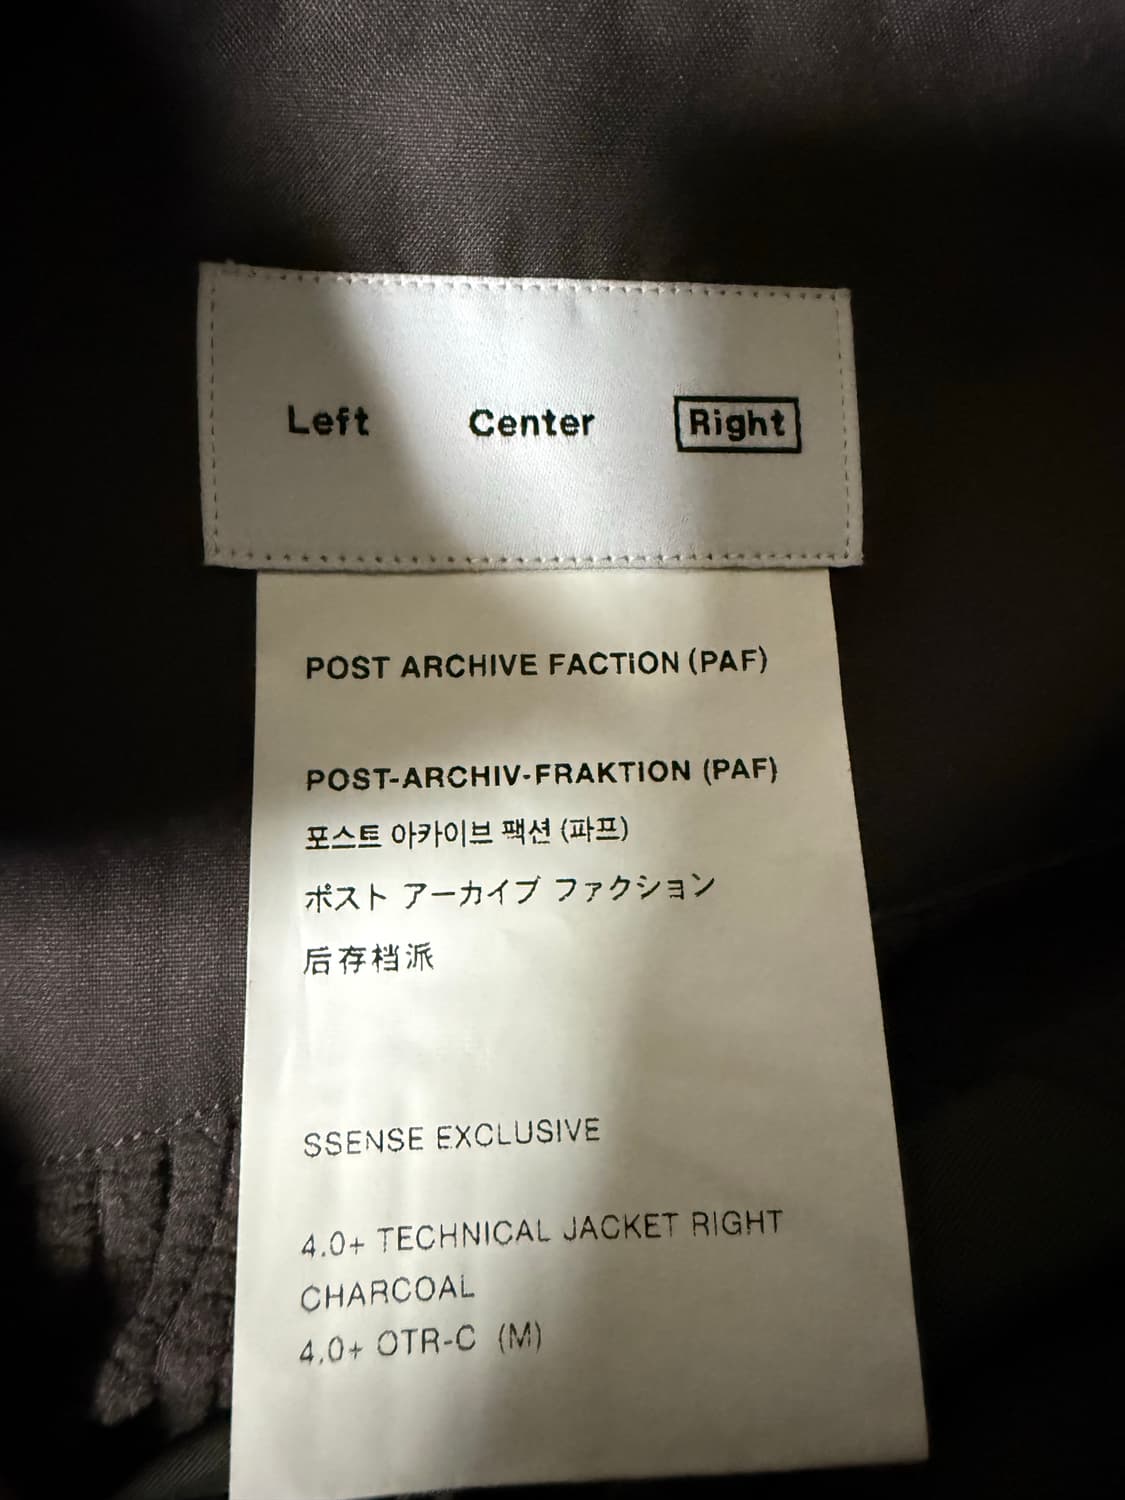 Left Center Right
POST ARCHIVE FACTiON (PAF)
POST-ARCHIV-FRAKTION (PAF)
포스트 아카이브 팩션 (파프)
ポスト アーカイブ ファクション
后存档派
SSENSE EXCLUSIVE
4.0+ TECHNICAL JACKET RIGHT
CHARCOAL
4.0+ OTR-C (M)